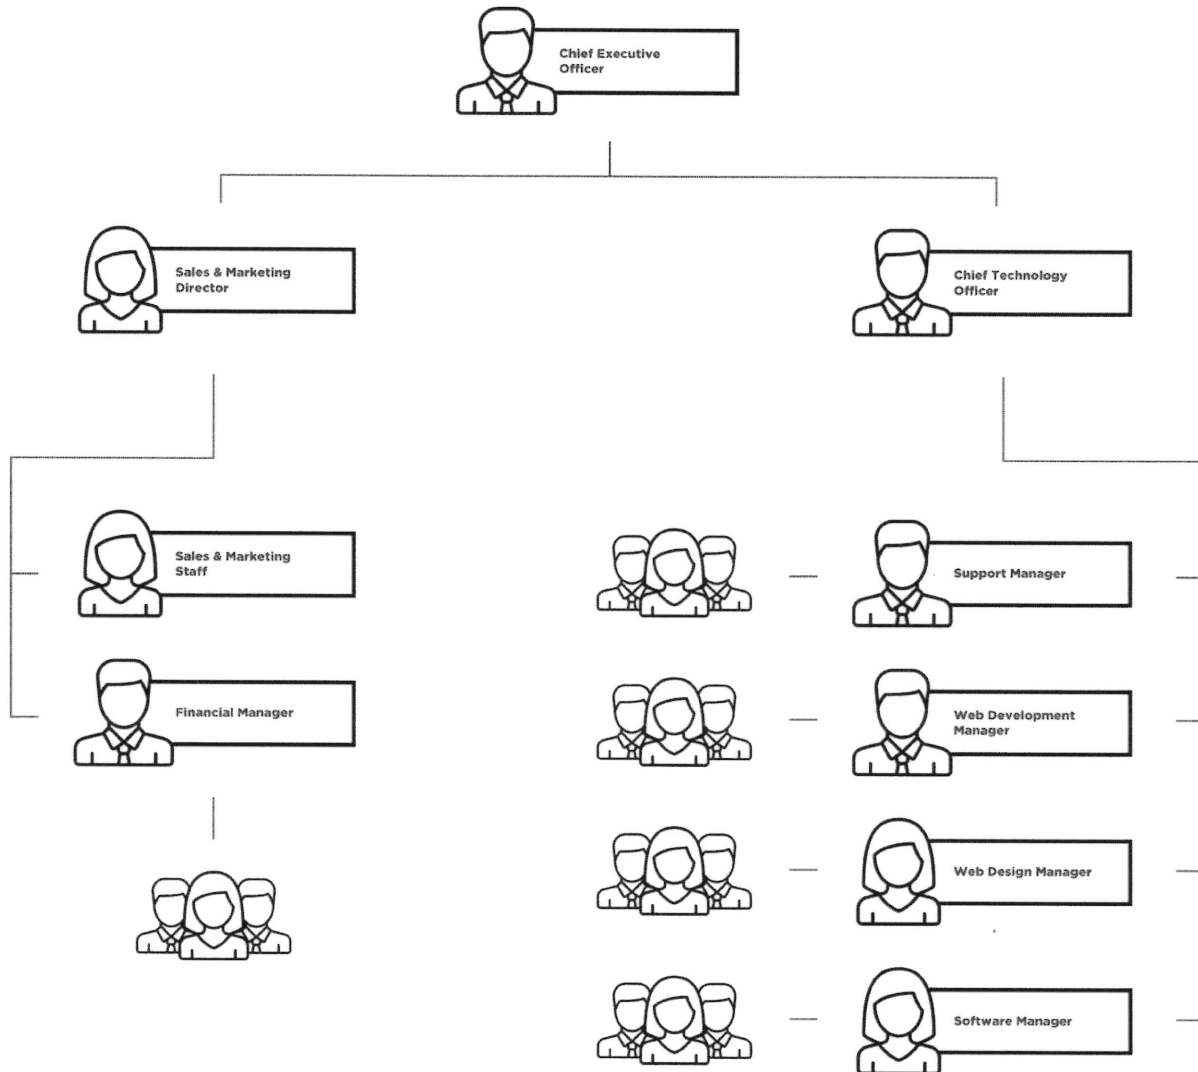 Chief Executive
Officer
Sales & Marketing
Director
Chief Technology
Officer
Sales & Marketing
Staff
Financial Manager
Support Manager
Web Development
Manager
Web Design Manager
Software Manager